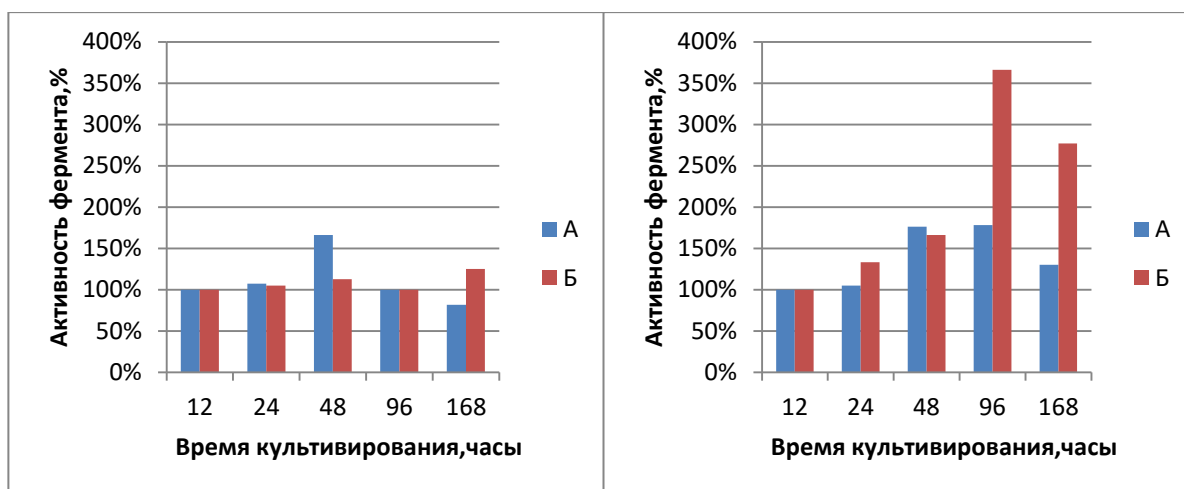 Активность фермента,%
400%
350%
300%
250%
200%
150%
100%
50%
0%
12 24 48 96 168
Время культивирования,часы
А
Б
Активность фермента,%
400%
350%
300%
250%
200%
150%
100%
50%
0%
12 24 48 96 168
Время культивирования,часы
А
Б